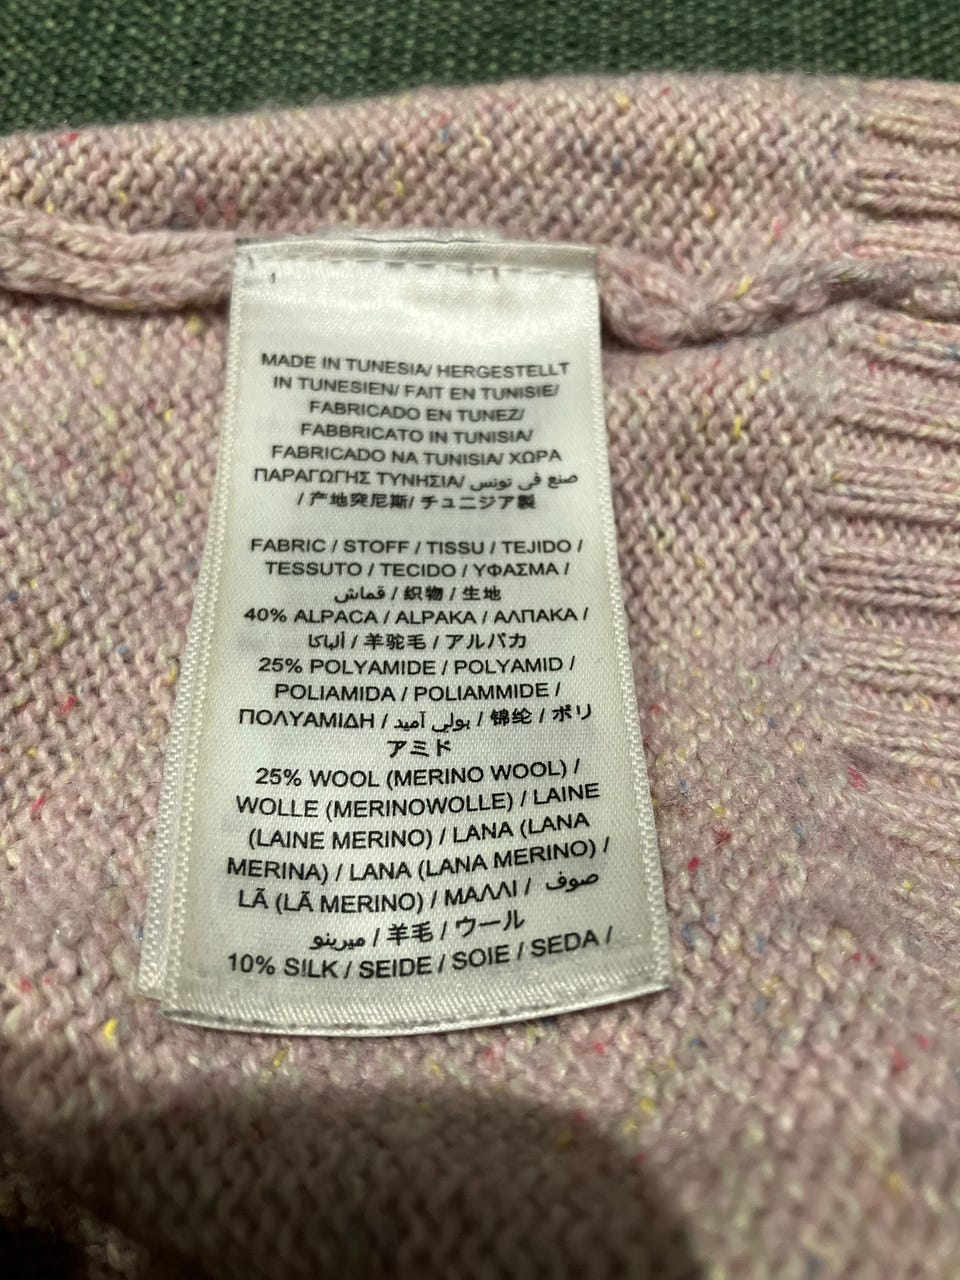 MADE IN TUNESIA/ HERGESTELLT
IN TUNESIEN/ FAIT EN TUNISIE/
FABRICADO EN TUNEZ/
FABBRICATO IN TUNISIA/
FABRICADO NA TUNISIA/ ΧΩΡΑ
ΠΑΡΑΓΩΓΗΣ ΤΥΝΗΣΙΑ/ صنع في تونس
/ 产地突尼斯/ チュニジア製
FABRIC / STOFF / TISSU / TEJIDO /
TESSUTO / TECIDO / ΥΦΑΣΜΑ /
قماش / 织物 / 生地
40% ALPACA / ALPAKA / ΑΛΠΑΚΑ /
ألباكا / 羊驼毛 / アルパカ
25% POLYAMIDE / POLYAMID /
POLIAMIDA / POLIAMMIDE /
ΠΟΛΥΑΜΙΔΗ / بولي آميد / 锦纶 / ポリ
アミド
25% WOOL (MERINO WOOL) /
WOLLE (MERINOWOLLE) / LAINE
(LAINE MERINO) / LANA (LANA
MERINA) / LANA (LANA MERINO) /
LÃ (LÃ MERINO) / ΜΑΛΛΙ / صوف
ميرينو / 羊毛 / ウール
10% SILK / SEIDE / SOIE / SEDA /